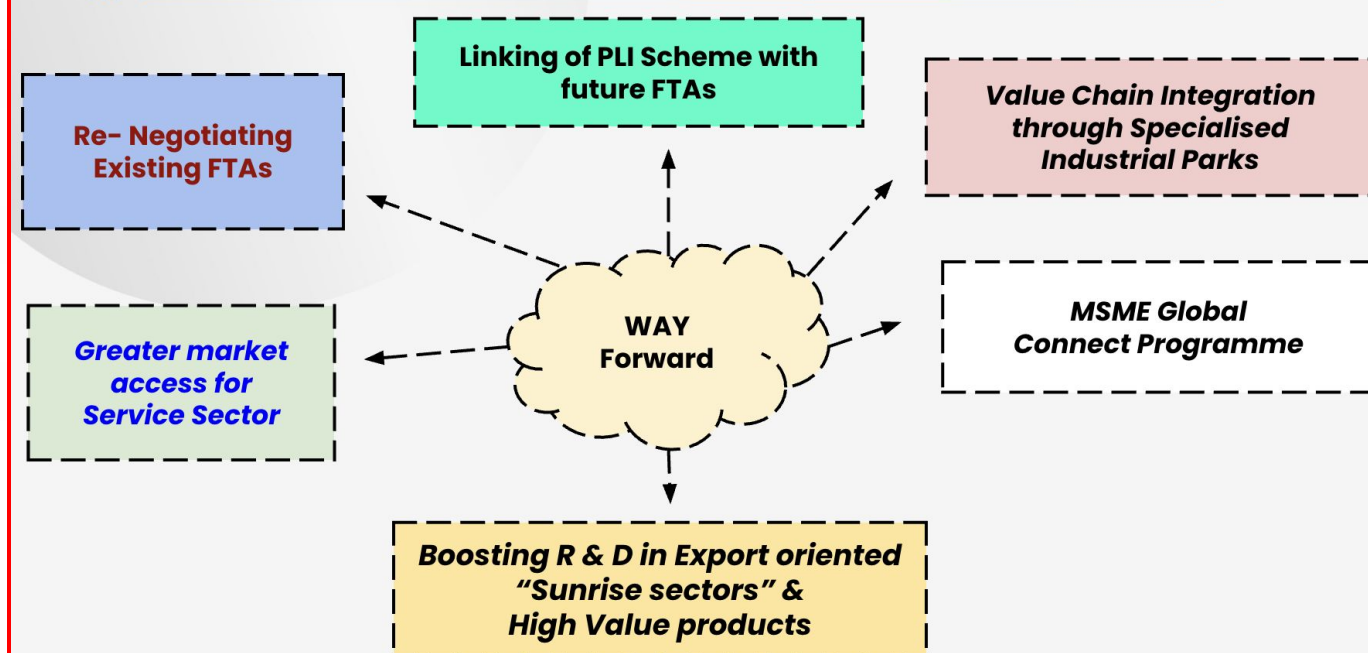 Linking of PLI Scheme with
future FTAs
Re- Negotiating
Existing FTAs
Value Chain Integration
through Specialised
Industrial Parks
WAY
Forward
MSME Global
Connect Programme
Greater market
access for
Service Sector
Boosting R & D in Export oriented
“Sunrise sectors” &
High Value products